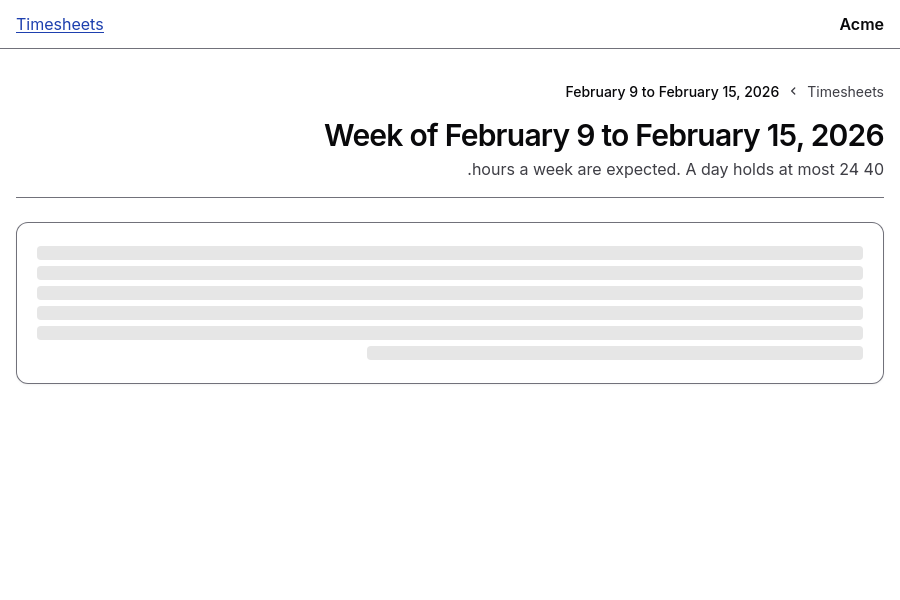 Acme
Timesheets
Timesheets
February 9 to February 15, 2026
Week of February 9 to February 15, 2026
40 hours a week are expected. A day holds at most 24.